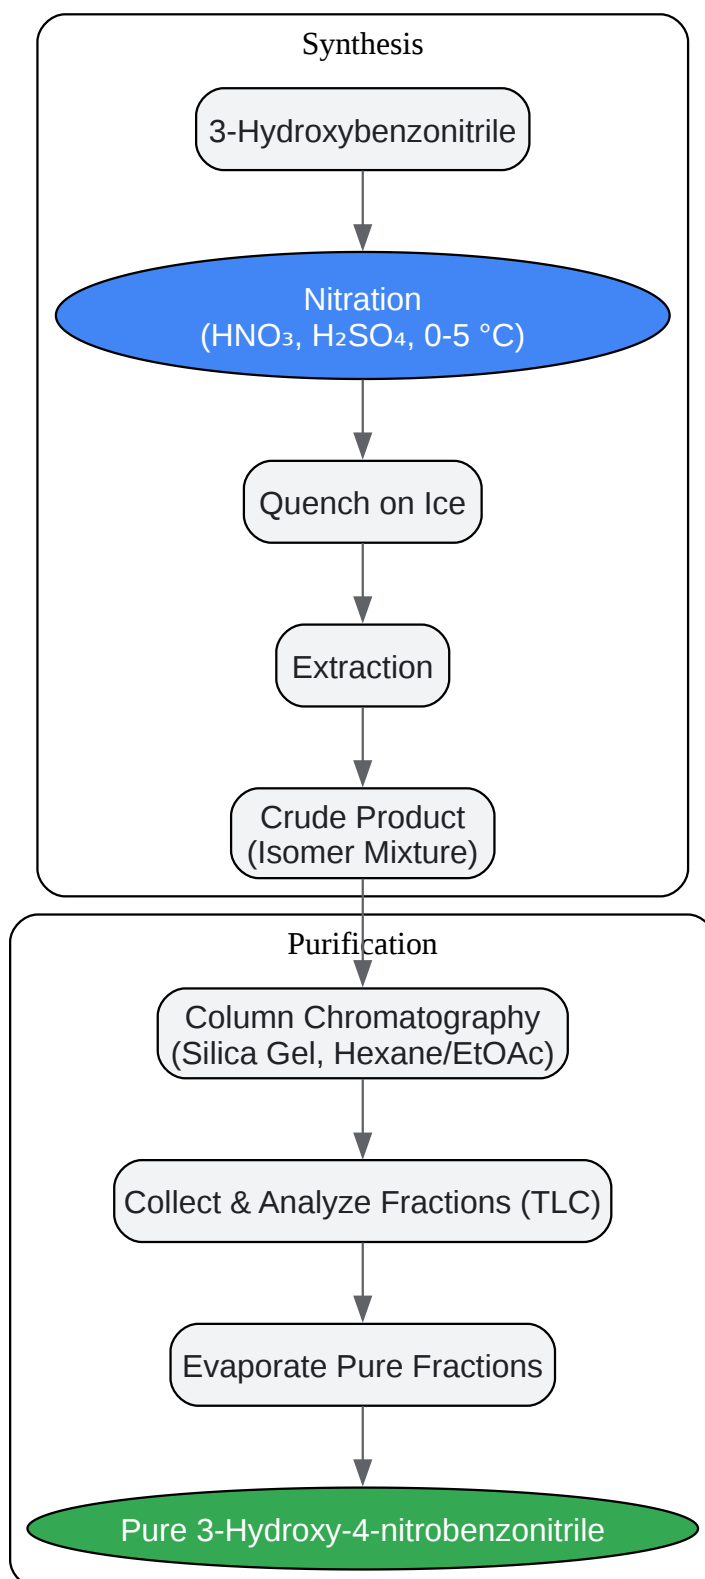 Synthesis
3-Hydroxybenzonitrile
Nitration
(HNO₃, H₂SO₄, 0-5 °C)
Quench on Ice
Extraction
Crude Product
(Isomer Mixture)
Purification
Column Chromatography
(Silica Gel, Hexane/EtOAc)
Collect & Analyze Fractions (TLC)
Evaporate Pure Fractions
Pure 3-Hydroxy-4-nitrobenzonitrile